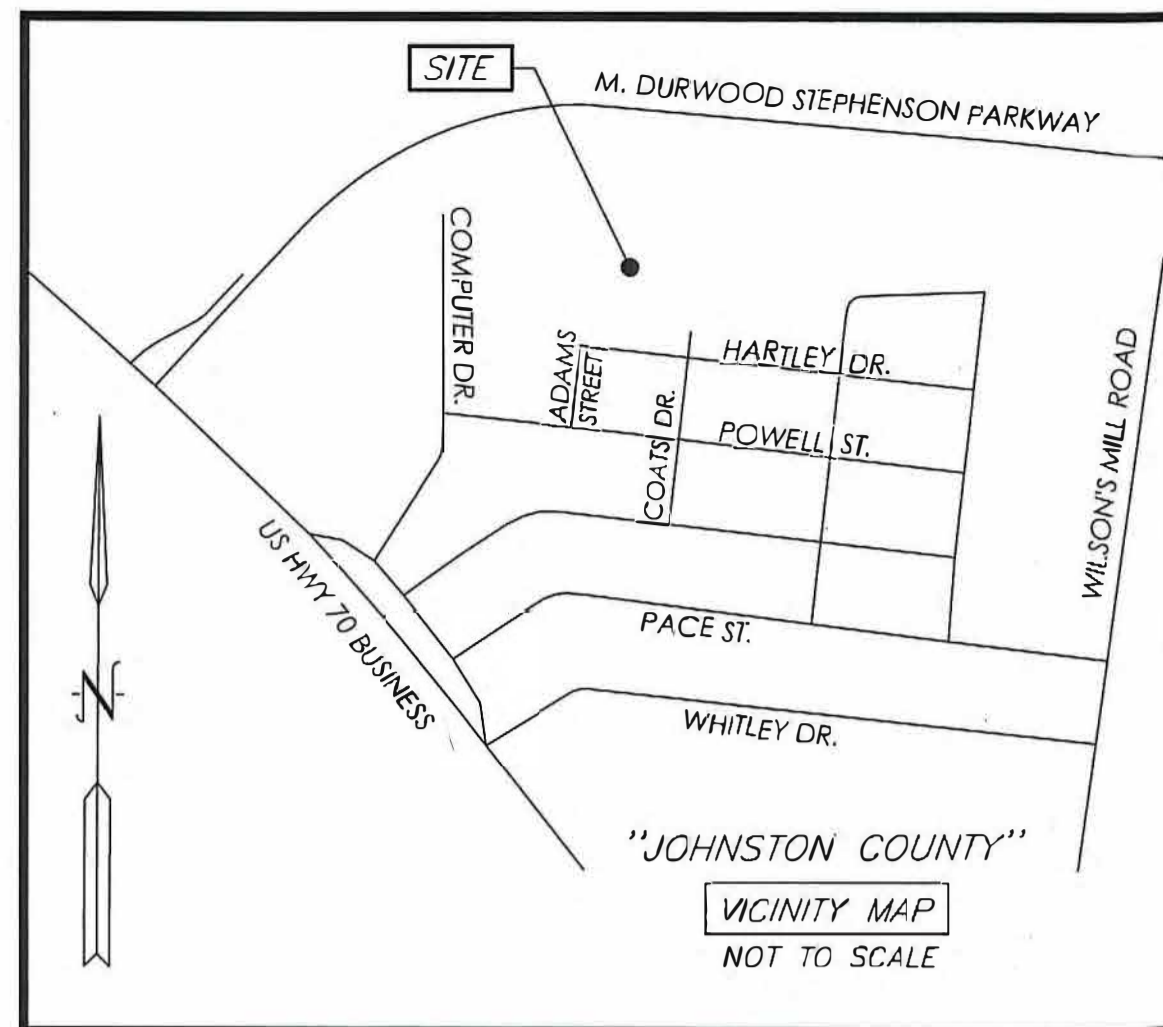 SITE
M. DURWOOD STEPHENSON PARKWAY
COMPUTER DR.
ADAMS
STREET
HARTLEY DR.
COATS DR.
POWELL ST.
WILSON'S MILL ROAD
US HWY 70 BUSINESS
PACE ST.
WHITLEY DR.
N
"JOHNSTON COUNTY"
VICINITY MAP
NOT TO SCALE